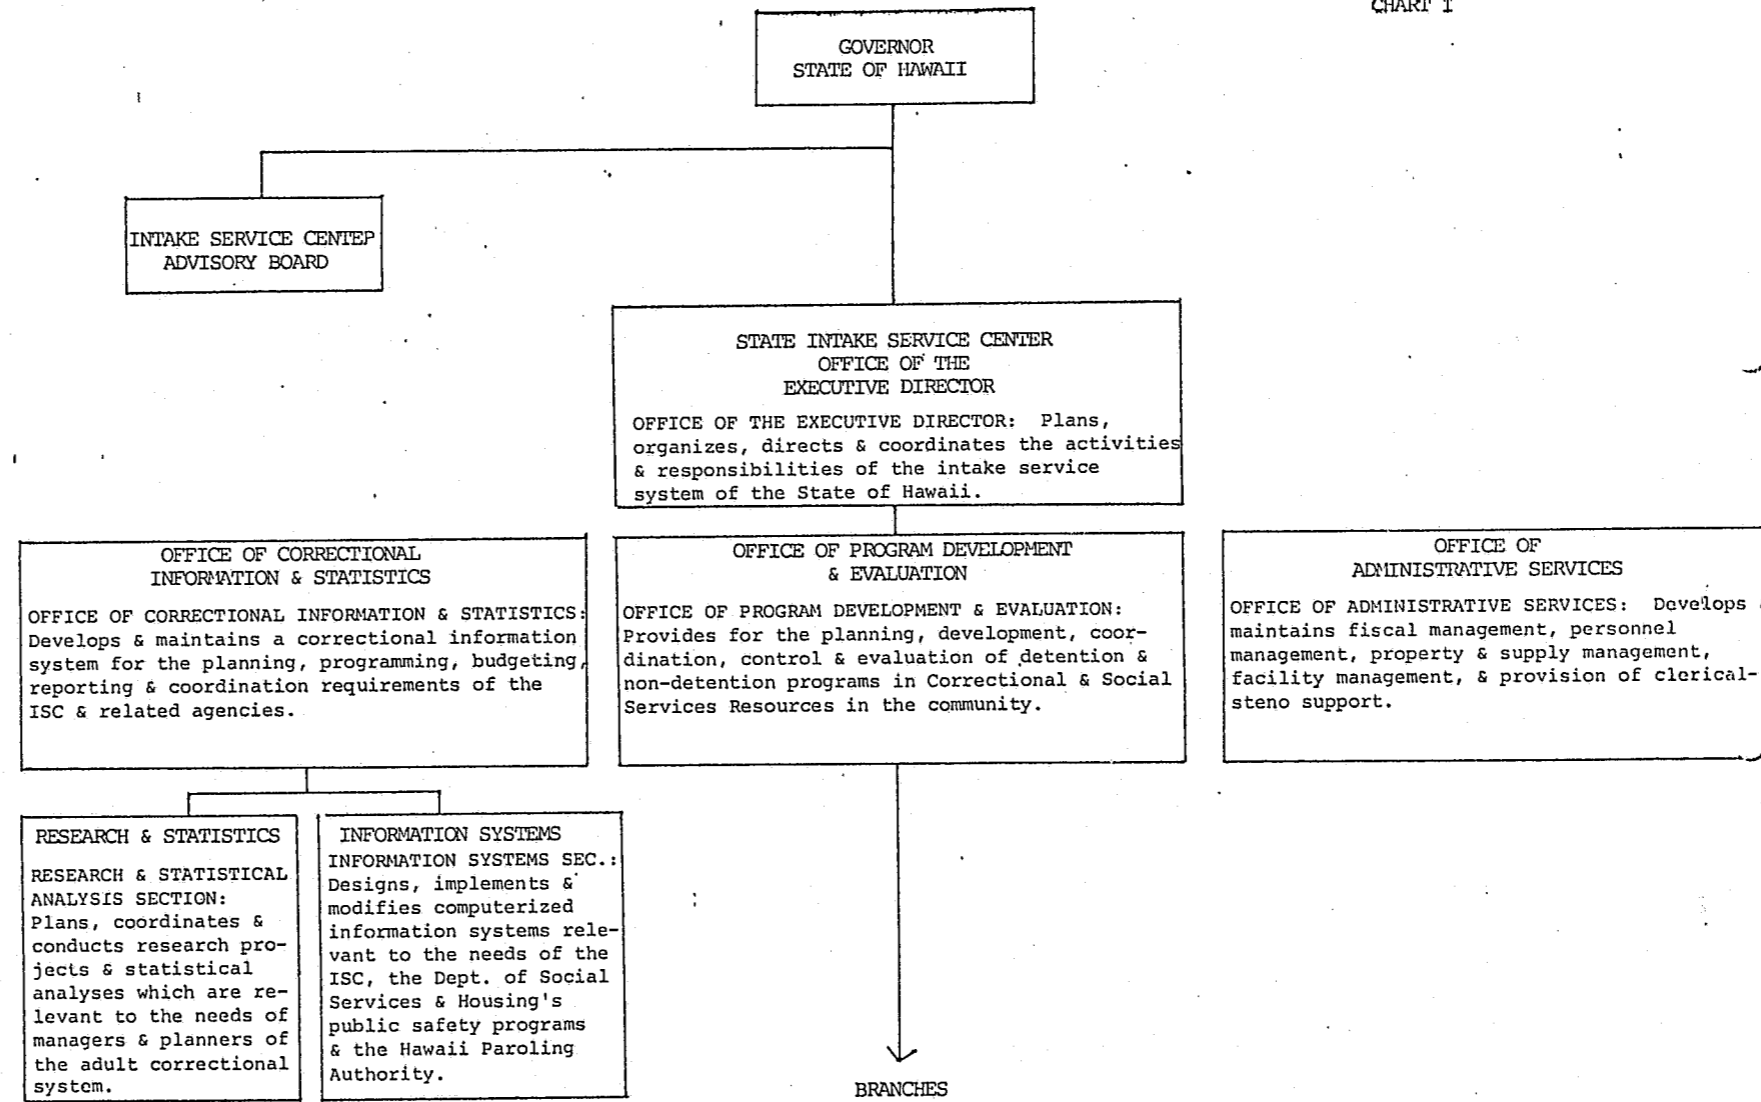 CHART I
GOVERNOR
STATE OF HAWAII
INTAKE SERVICE CENTEP
ADVISORY BOARD
STATE INTAKE SERVICE CENTER
OFFICE OF THE
EXECUTIVE DIRECTOR
OFFICE OF THE EXECUTIVE DIRECTOR: Plans,
organizes, directs & coordinates the activities
& responsibilities of the intake service
system of the State of Hawaii.
OFFICE OF CORRECTIONAL
INFORMATION & STATISTICS
OFFICE OF CORRECTIONAL INFORMATION & STATISTICS:
Develops & maintains a correctional information
system for the planning, programming, budgeting,
reporting & coordination requirements of the
ISC & related agencies.
OFFICE OF PROGRAM DEVELOPMENT
& EVALUATION
OFFICE OF PROGRAM DEVELOPMENT & EVALUATION:
Provides for the planning, development, coor-
dination, control & evaluation of detention &
non-detention programs in Correctional & Social
Services Resources in the community.
OFFICE OF
ADMINISTRATIVE SERVICES
OFFICE OF ADMINISTRATIVE SERVICES: Develops
maintains fiscal management, personnel
management, property & supply management,
facility management, & provision of clerical-
steno support.
RESEARCH & STATISTICS
RESEARCH & STATISTICAL
ANALYSIS SECTION:
Plans, coordinates &
conducts research pro-
jects & statistical
analyses which are re-
levant to the needs of
managers & planners of
the adult correctional
system.
INFORMATION SYSTEMS
INFORMATION SYSTEMS SEC.:
Designs, implements &
modifies computerized
information systems rele-
vant to the needs of the
ISC, the Dept. of Social
Services & Housing's
public safety programs
& the Hawaii Paroling
Authority.
BRANCHES